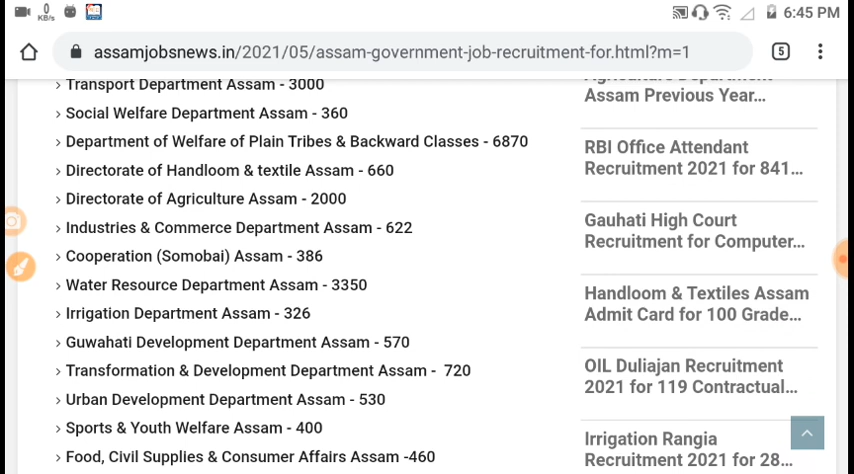 0
KB/s
6:45 PM
assamjobsnews.in/2021/05/assam-government-job-recruitment-for.html?m=1
5
› Transport Department Assam - 3000
› Social Welfare Department Assam - 360
› Department of Welfare of Plain Tribes & Backward Classes - 6870
› Directorate of Handloom & textile Assam - 660
› Directorate of Agriculture Assam - 2000
› Industries & Commerce Department Assam - 622
› Cooperation (Somobai) Assam - 386
› Water Resource Department Assam - 3350
› Irrigation Department Assam - 326
› Guwahati Development Department Assam - 570
› Transformation & Development Department Assam - 720
› Urban Development Department Assam - 530
› Sports & Youth Welfare Assam - 400
› Food, Civil Supplies & Consumer Affairs Assam -460
Agriculture Department
Assam Previous Year...
RBI Office Attendant
Recruitment 2021 for 841...
Gauhati High Court
Recruitment for Computer...
Handloom & Textiles Assam
Admit Card for 100 Grade...
OIL Duliajan Recruitment
2021 for 119 Contractual...
Irrigation Rangia
Recruitment 2021 for 28...